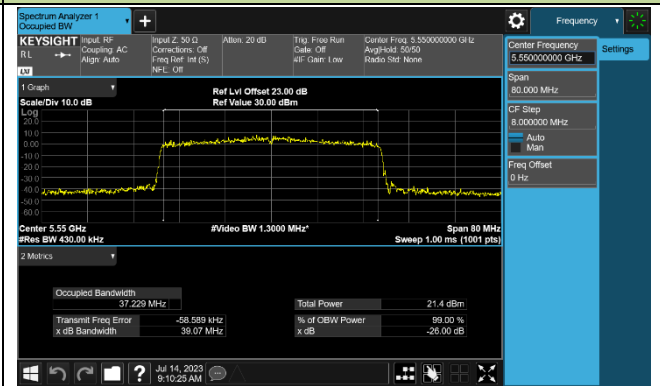 Spectrum Analyzer 1
Occupied BW
Frequency
KEYSIGHT
RL
LXI
Input: RF
Coupling: AC
Align: Auto
Input Z: 50 Ω
Corrections: Off
Freq Ref: Int (S)
NFE: Off
Atten: 20 dB
Trig: Free Run
Gate: Off
#IF Gain: Low
Center Freq: 5.550000000 GHz
Avg|Hold: 50/50
Radio Std: None
Center Frequency
5.550000000 GHz
Settings
Span
80.000 MHz
CF Step
8.000000 MHz
Auto
Man
Freq Offset
0 Hz
1 Graph
Scale/Div 10.0 dB
Ref Lvl Offset 23.00 dB
Ref Value 30.00 dBm
Log
20.0
10.0
0.00
-10.0
-20.0
-30.0
-40.0
-50.0
-60.0
Center 5.55 GHz
#Video BW 1.3000 MHz*
Span 80 MHz
#Res BW 430.00 kHz
Sweep 1.00 ms (1001 pts)
2 Metrics
Occupied Bandwidth
37.229 MHz
Total Power 21.4 dBm
Transmit Freq Error -58.589 kHz
% of OBW Power 99.00 %
x dB Bandwidth 39.07 MHz
x dB -26.00 dB
?
Jul 14, 2023
9:10:25 AM